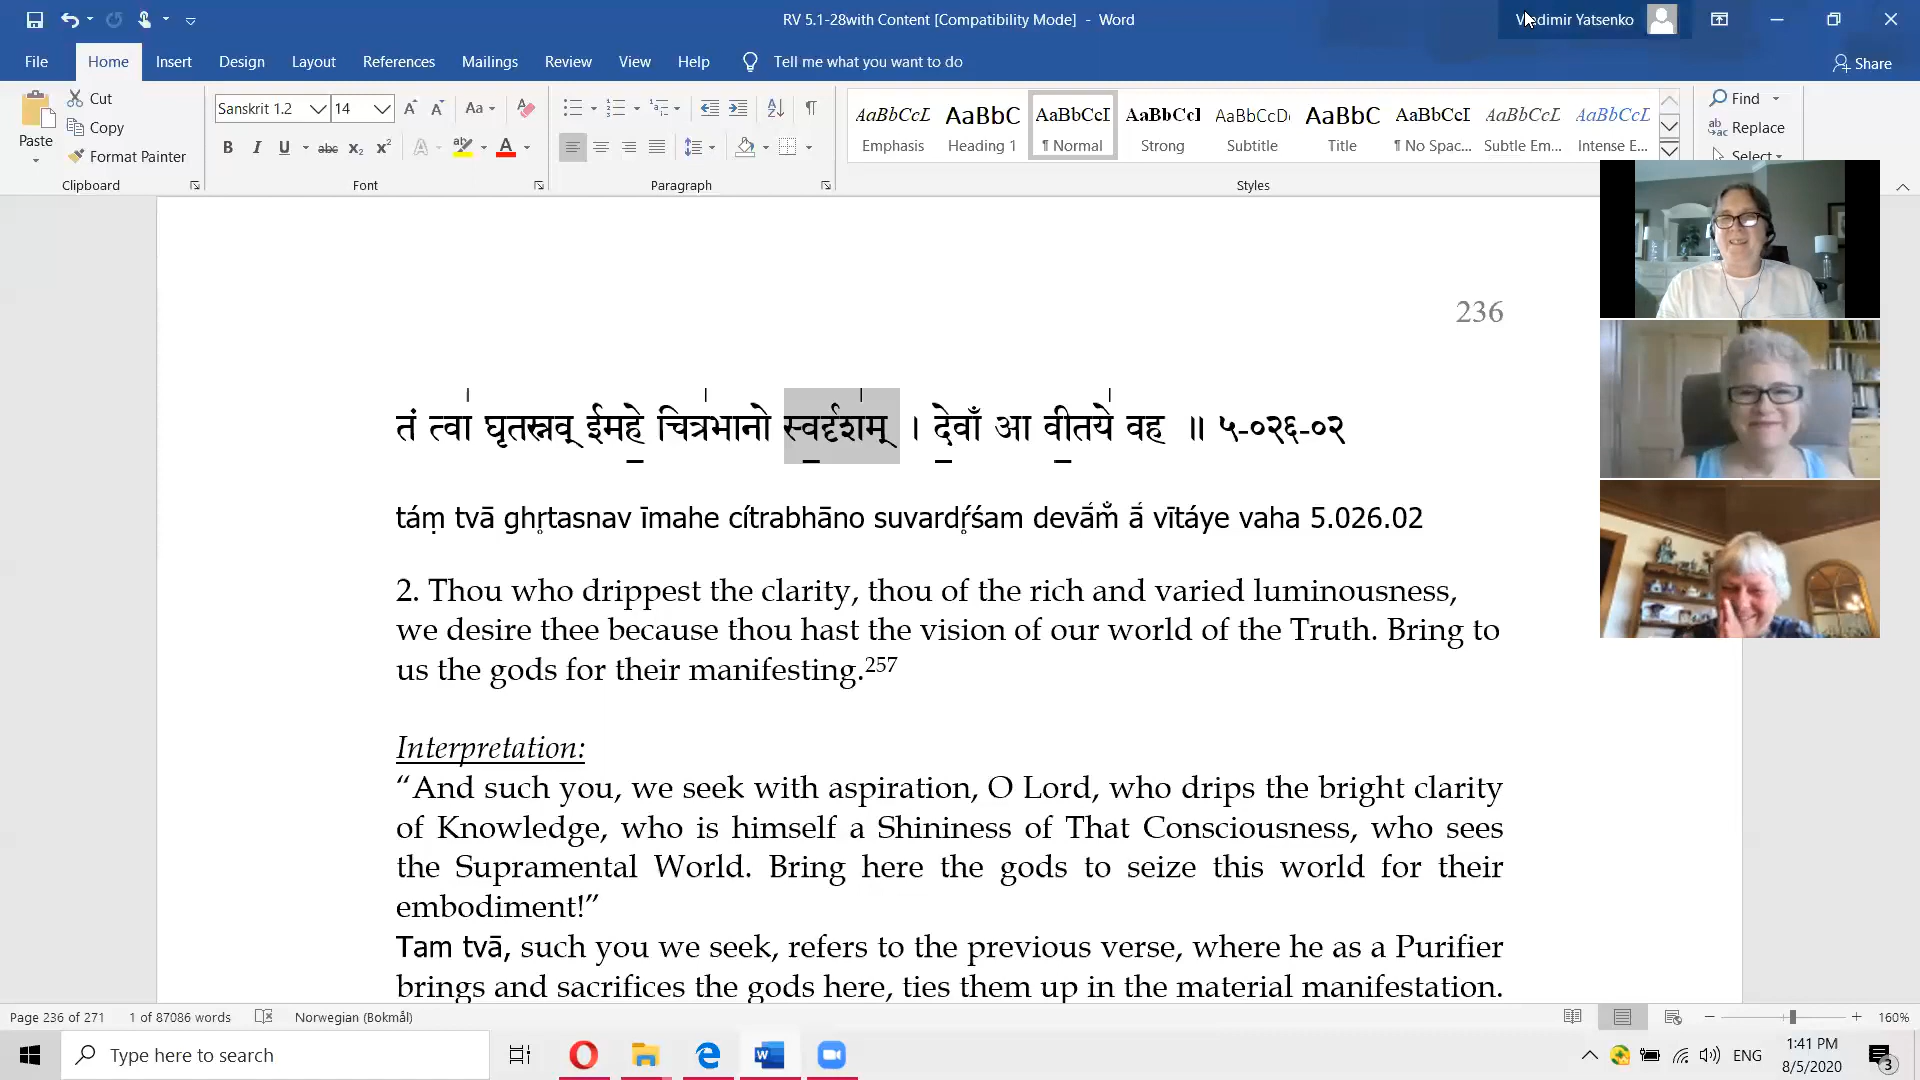 RV 5.1-28with Content [Compatibility Mode] - Word
Vladimir Yatsenko
File Home Insert Design Layout References Mailings Review View Help Tell me what you want to do
Share
Paste
Cut
Copy
Format Painter
Clipboard
Sanskrit 1.2 14
Font
Paragraph
AaBbCcI Emphasis
AaBbC Heading 1
AaBbCcI ¶ Normal
AaBbCcI Strong
AaBbCcD Subtitle
AaBbC Title
AaBbCcI ¶ No Spac...
AaBbCcL Subtle Em...
AaBbCcL Intense E...
Styles
Find
Replace
Select
236
तं त्वा॑ घृतस्नव् ईमहे॒ चित्र॑भानो स्व॒र्दृश॑म् । दे॒वाँ आ वी॒तये॑ वह ॥ ५-०२६-०२
táṃ tvā ghr̥tasnav īmahe cítrabhāno suvardŕ̥śam devā́m̐ ā́ vītáye vaha 5.026.02
2. Thou who drippest the clarity, thou of the rich and varied luminousness,
we desire thee because thou hast the vision of our world of the Truth. Bring to
us the gods for their manifesting.257
Interpretation:
“And such you, we seek with aspiration, O Lord, who drips the bright clarity
of Knowledge, who is himself a Shininess of That Consciousness, who sees
the Supramental World. Bring here the gods to seize this world for their
embodiment!”
Tam tvā, such you we seek, refers to the previous verse, where he as a Purifier
brings and sacrifices the gods here, ties them up in the material manifestation.
Page 236 of 271 1 of 87086 words Norwegian (Bokmål) 160%
Type here to search
ENG
1:41 PM
8/5/2020
3